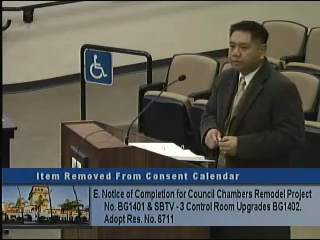 Item Removed From Consent Calendar
E. Notice of Completion for Council Chambers Remodel Project
No. BG1401 & SBTV - 3 Control Room Upgrades BG1402.
Adopt Res. No. 6711